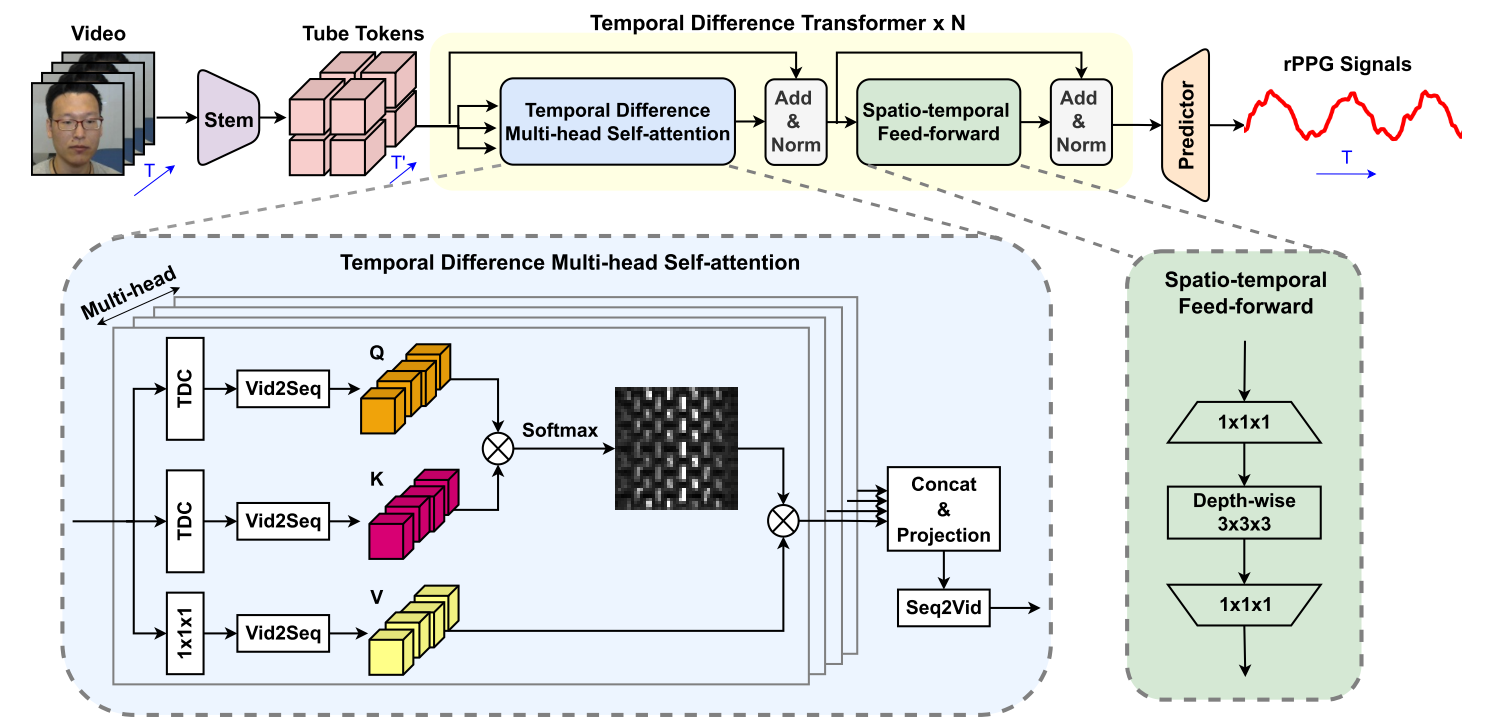 Temporal Difference Transformer x N
Video
Tube Tokens
rPPG Signals
Stem
Temporal Difference
Multi-head Self-attention
Add
&
Norm
Spatio-temporal
Feed-forward
Add
&
Norm
Predictor
T
T'
T
Temporal Difference Multi-head Self-attention
Multi-head
TDC
Vid2Seq
Q
Softmax
TDC
Vid2Seq
K
1x1x1
Vid2Seq
V
Concat
&
Projection
Seq2Vid
Spatio-temporal
Feed-forward
1x1x1
Depth-wise
3x3x3
1x1x1